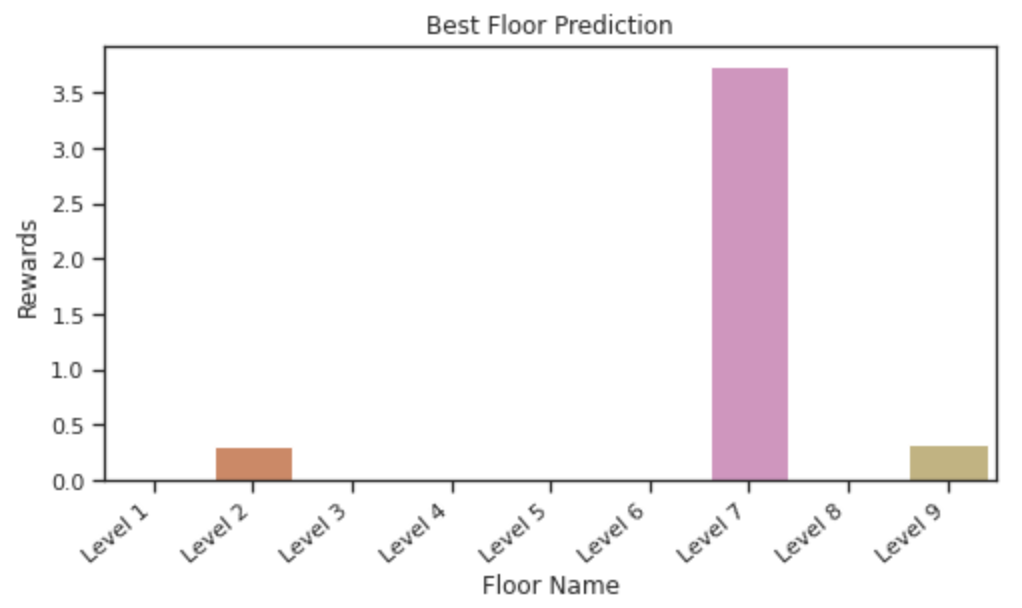 Best Floor Prediction
3.5
3.0
2.5
2.0
1.5
1.0
0.5
0.0
Rewards
Level 1
Level 2
Level 3
Level 4
Level 5
Level 6
Level 7
Level 8
Level 9
Floor Name